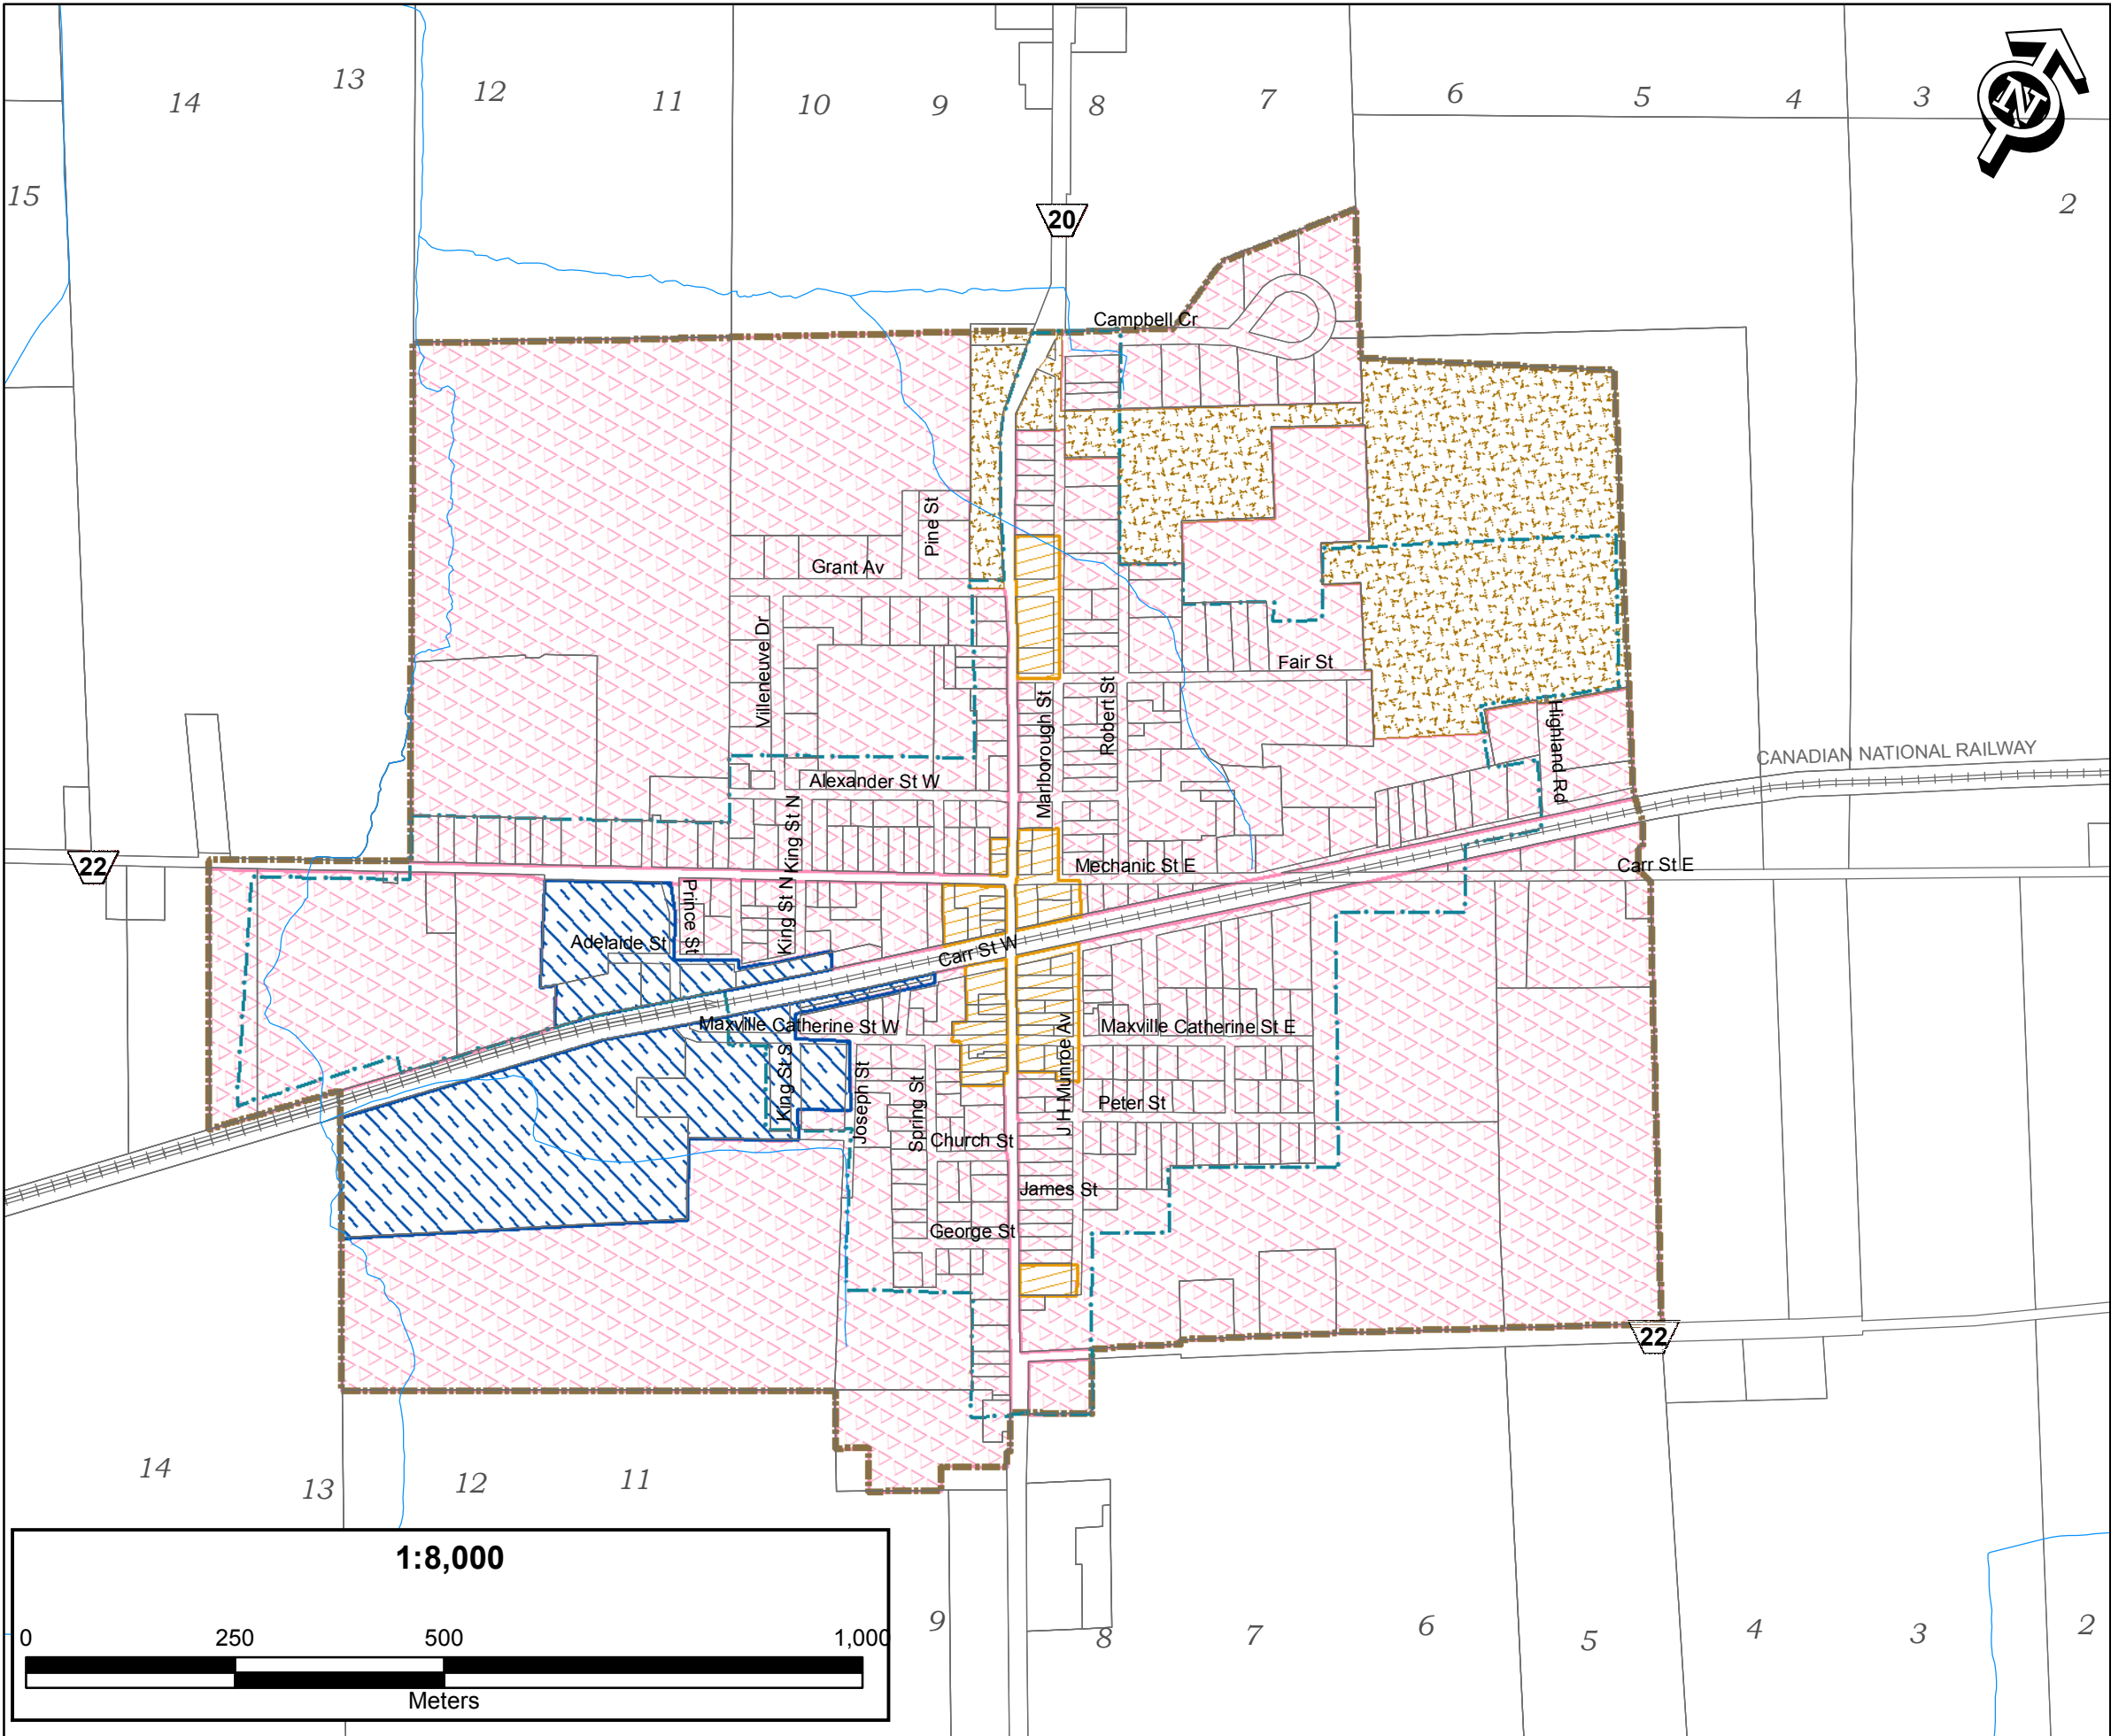 14
13
12
11
10
9
8
7
6
5
4
3
N
15
2
20
Campbell Cr
Pine St
Grant Av
Villeneuve Dr
Fair St
Marlborough St
Robert St
Highland Rd
CANADIAN NATIONAL RAILWAY
Alexander St W
King St N
22
Mechanic St E
Carr St E
Prince St
King St N
Adelaide St
Carr St W
Maxville Catherine St W
Maxville Catherine St E
King St S
Joseph St
Spring St
J H Munroe Av
Peter St
Church St
James St
George St
22
14
13
12
11
9
8
7
6
5
4
3
2
1:8,000
0 250 500 1,000
Meters